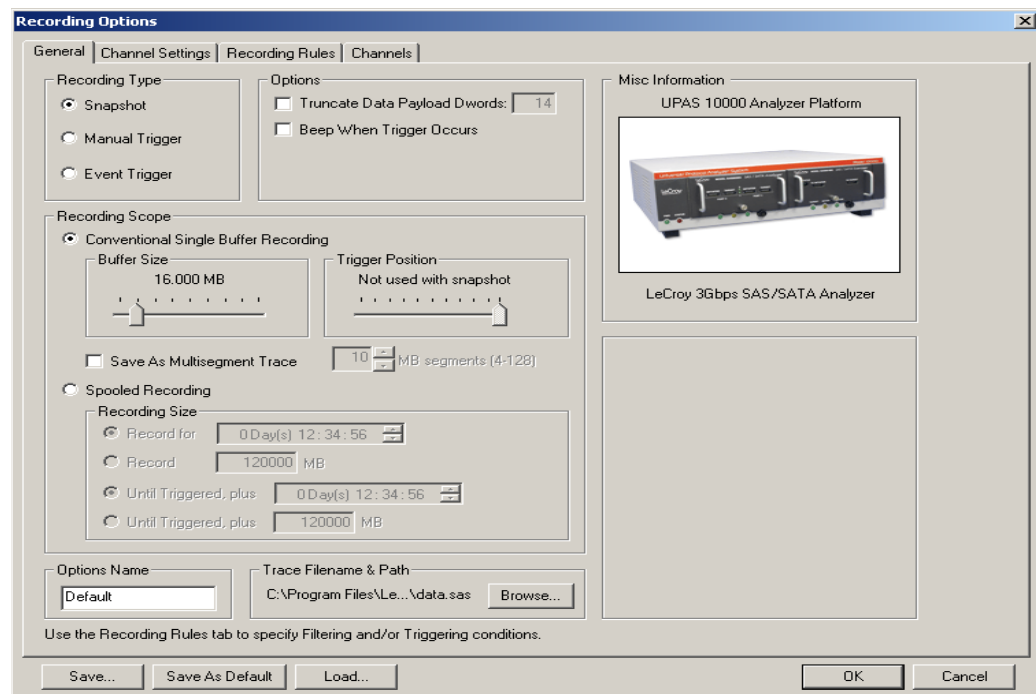 Recording Options
General
Channel Settings
Recording Rules
Channels
Recording Type
Snapshot
Manual Trigger
Event Trigger
Options
Truncate Data Payload Dwords: 14
Beep When Trigger Occurs
Misc Information
UPAS 10000 Analyzer Platform
LeCroy
LeCroy 3Gbps SAS/SATA Analyzer
Recording Scope
Conventional Single Buffer Recording
Buffer Size
16.000 MB
Trigger Position
Not used with snapshot
Save As Multisegment Trace
10 MB segments (4-128)
Spooled Recording
Recording Size
Record for 0 Day(s) 12:34:56
Record 120000 MB
Until Triggered, plus 0 Day(s) 12:34:56
Until Triggered, plus 120000 MB
Options Name
Default
Trace Filename & Path
C:\Program Files\Le...\data.sas
Browse...
Use the Recording Rules tab to specify Filtering and/or Triggering conditions.
Save...
Save As Default
Load...
OK
Cancel